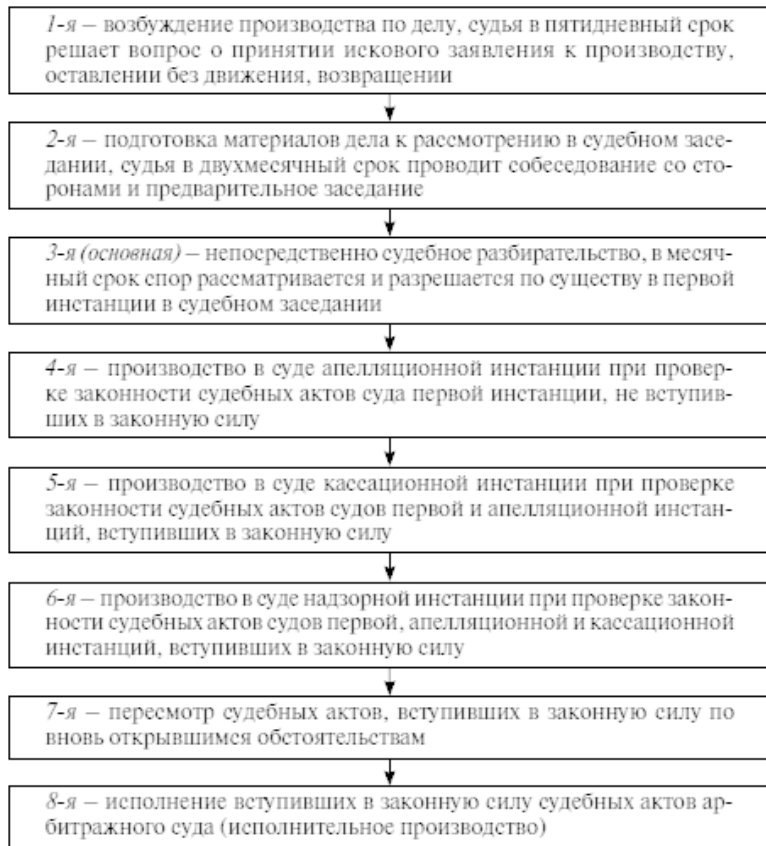 1-я – возбуждение производства по делу, судья в пятидневный срок
решает вопрос о принятии искового заявления к производству,
оставлении без движения, возвращении
2-я – подготовка материалов дела к рассмотрению в судебном засе-
дании, судья в двухмесячный срок проводит собеседование со сто-
ронами и предварительное заседание
3-я (основная) – непосредственно судебное разбирательство, в месяч-
ный срок спор рассматривается и разрешается по существу в первой
инстанции в судебном заседании
4-я – производство в суде апелляционной инстанции при провер-
ке законности судебных актов суда первой инстанции, не вступив-
ших в законную силу
5-я – производство в суде кассационной инстанции при проверке
законности судебных актов судов первой и апелляционной инстан-
ций, вступивших в законную силу
6-я – производство в суде надзорной инстанции при проверке закон-
ности судебных актов судов первой, апелляционной и кассационной
инстанций, вступивших в законную силу
7-я – пересмотр судебных актов, вступивших в законную силу по
вновь открывшимся обстоятельствам
8-я – исполнение вступивших в законную силу судебных актов ар-
битражного суда (исполнительное производство)